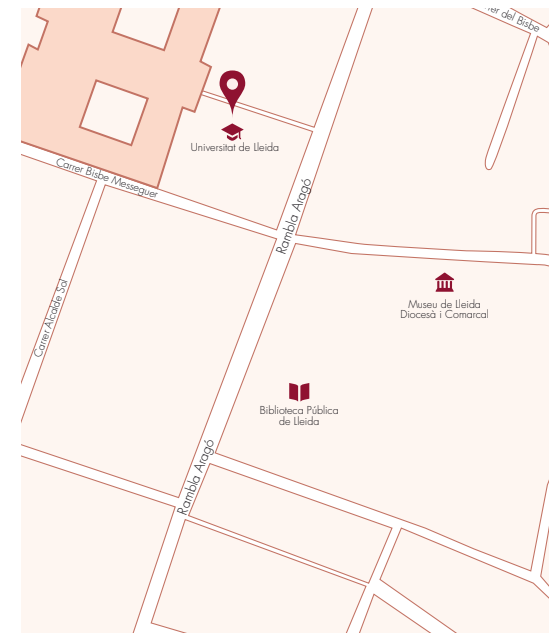 er del Bisbe
Universitat de Lleida
Carrer Bisbe Messeguer
Rambla Aragó
Museu de Lleida
Diocesà i Comarcal
Carrer Alcalde Sol
Biblioteca Pública
de Lleida
Rambla Aragó